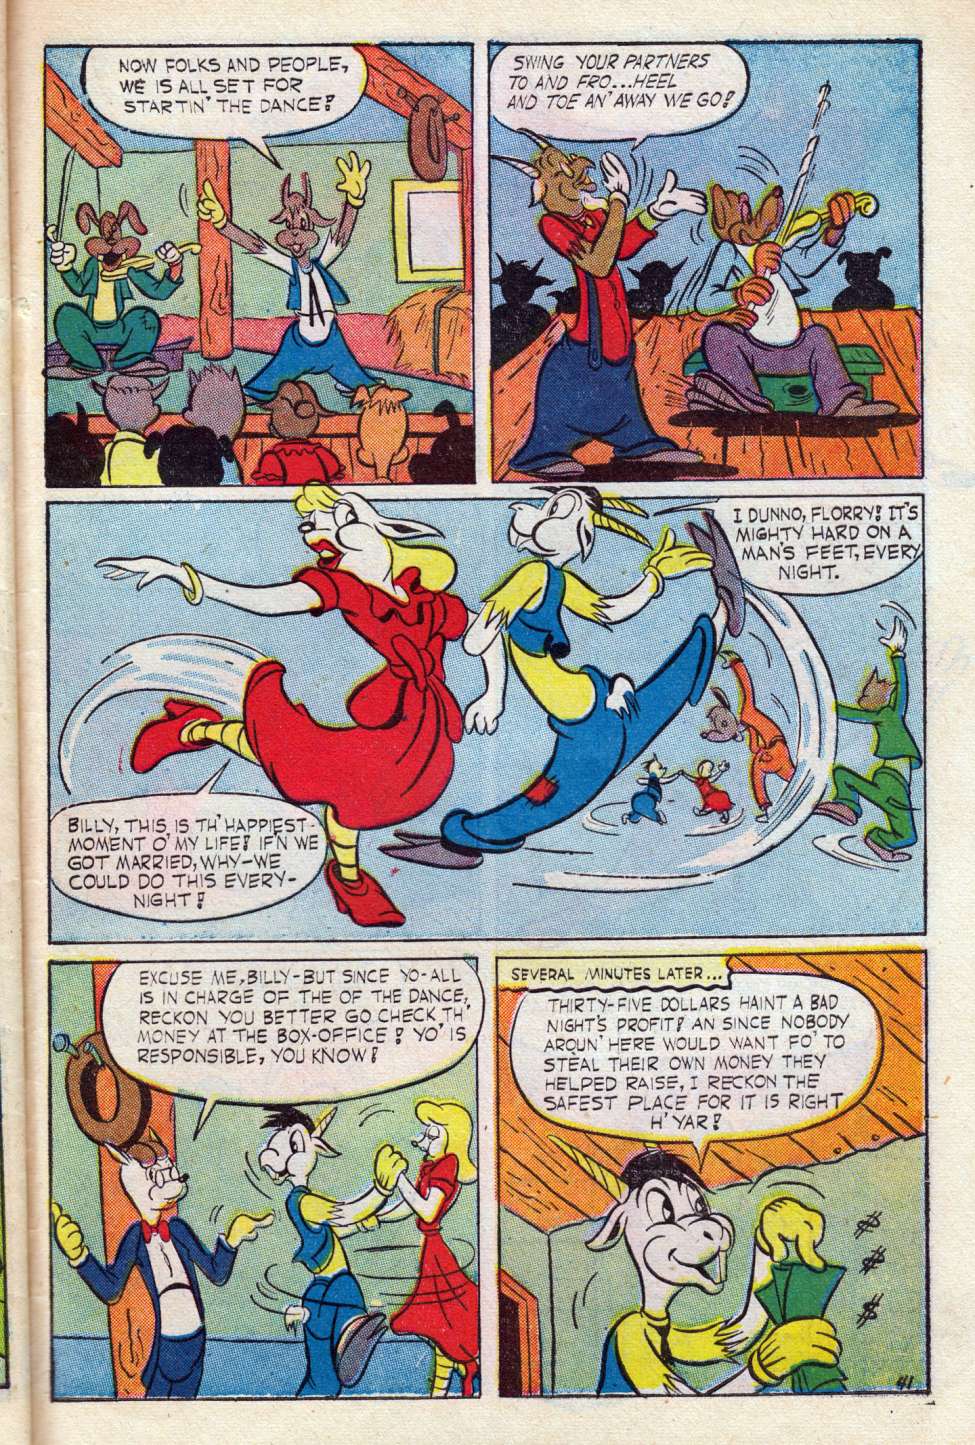 NOW FOLKS AND PEOPLE,
WE IS ALL SET FOR
STARTIN' THE DANCE!
SWING YOUR PARTNERS
TO AND FRO...HEEL
AND TOE AN' AWAY WE GO!
I DUNNO, FLORRY! IT'S
MIGHTY HARD ON A
MAN'S FEET, EVERY
NIGHT.
BILLY, THIS IS TH' HAPPIEST
MOMENT O' MY LIFE! IF'N WE
GOT MARRIED, WHY-WE
COULD DO THIS EVERY-
NIGHT!
EXCUSE ME, BILLY-BUT SINCE YO-ALL
IS IN CHARGE OF THE OF THE DANCE,
RECKON YOU BETTER GO CHECK TH'
MONEY AT THE BOX-OFFICE! YO' IS
RESPONSIBLE, YOU KNOW!
SEVERAL MINUTES LATER...
THIRTY-FIVE DOLLARS HAINT A BAD
NIGHT'S PROFIT! AN SINCE NOBODY
AROUN' HERE WOULD WANT FO' TO
STEAL THEIR OWN MONEY THEY
HELPED RAISE, I RECKON THE
SAFEST PLACE FOR IT IS RIGHT
H'YAR!
$
$
$
41